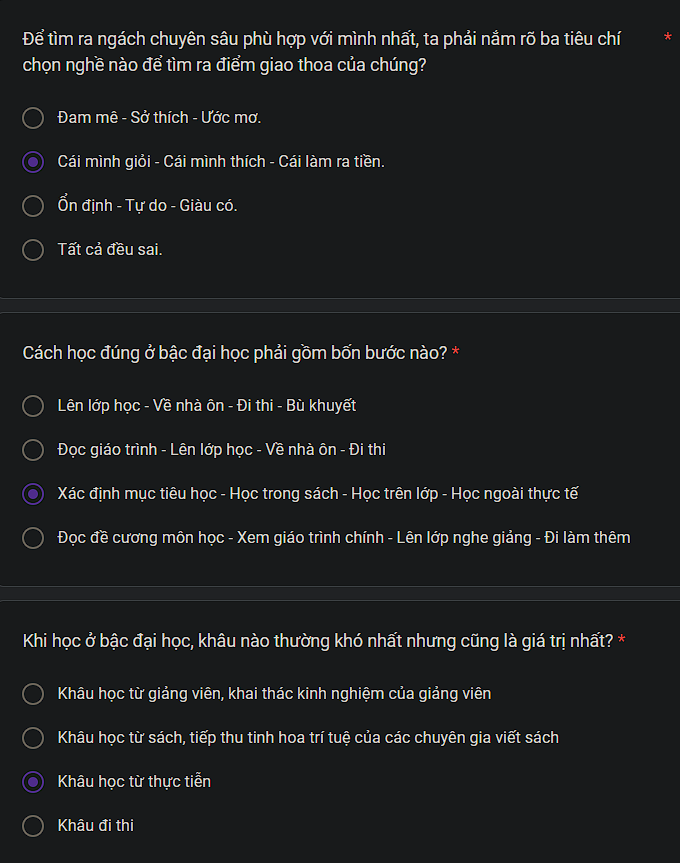 Để tìm ra ngách chuyên sâu phù hợp với mình nhất, ta phải nắm rõ ba tiêu chí *
chọn nghề nào để tìm ra điểm giao thoa của chúng?
Đam mê - Sở thích - Ước mơ.
Cái mình giỏi - Cái mình thích - Cái làm ra tiền.
Ổn định - Tự do - Giàu có.
Tất cả đều sai.
Cách học đúng ở bậc đại học phải gồm bốn bước nào? *
Lên lớp học - Về nhà ôn - Đi thi - Bù khuyết
Đọc giáo trình - Lên lớp học - Về nhà ôn - Đi thi
Xác định mục tiêu học - Học trong sách - Học trên lớp - Học ngoài thực tế
Đọc đề cương môn học - Xem giáo trình chính - Lên lớp nghe giảng - Đi làm thêm
Khi học ở bậc đại học, khâu nào thường khó nhất nhưng cũng là giá trị nhất? *
Khâu học từ giảng viên, khai thác kinh nghiệm của giảng viên
Khâu học từ sách, tiếp thu tinh hoa trí tuệ của các chuyên gia viết sách
Khâu học từ thực tiễn
Khâu đi thi